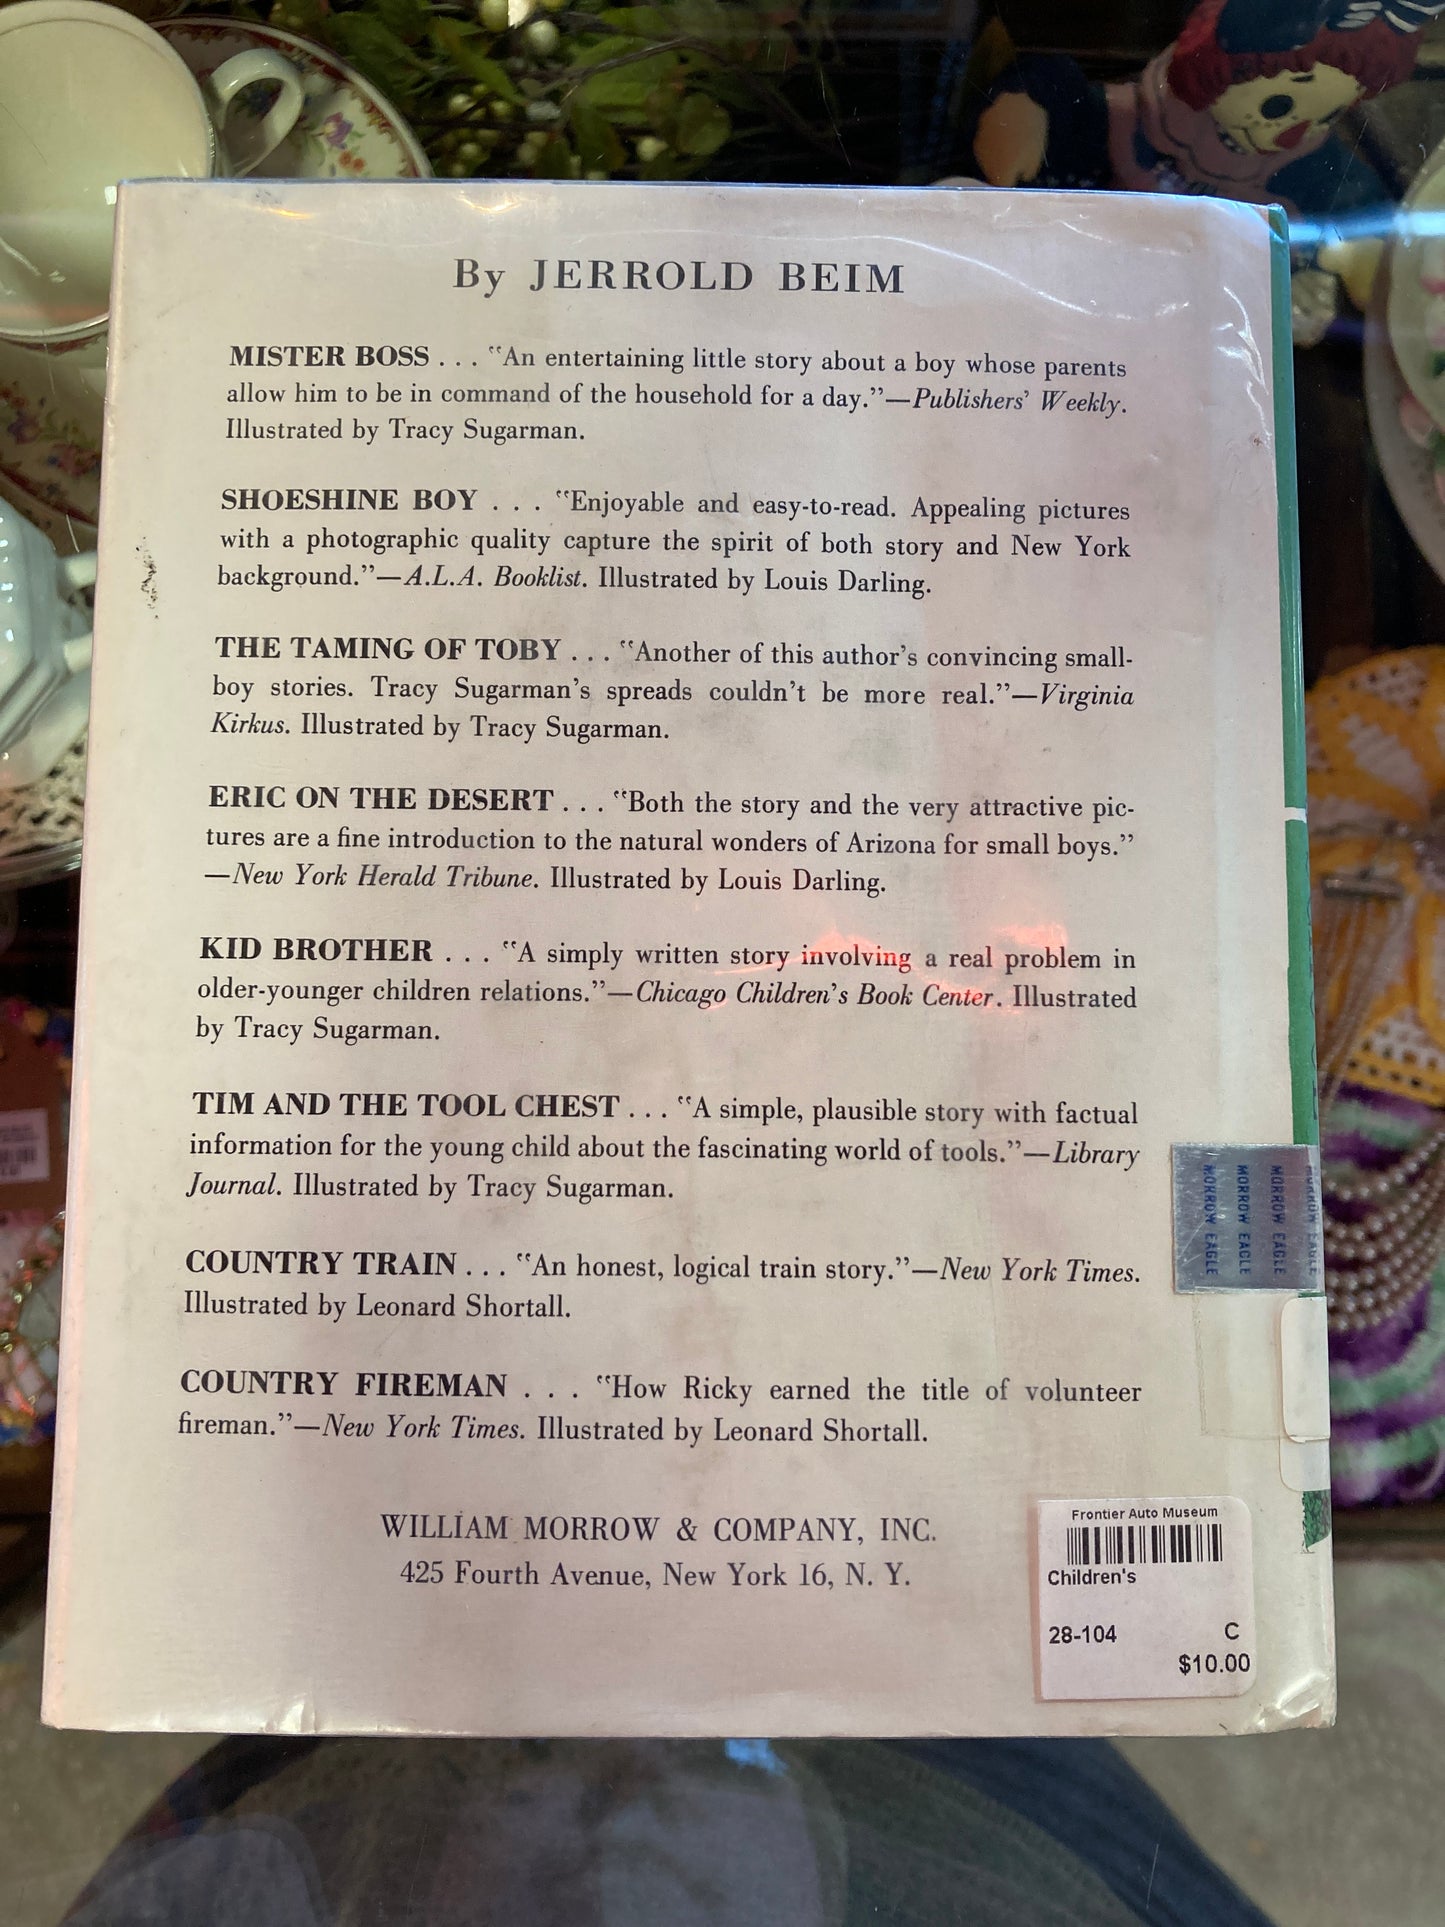 By JERROLD BEIM
MISTER BOSS . . . "An entertaining little story about a boy whose parents
allow him to be in command of the household for a day."—Publishers' Weekly.
Illustrated by Tracy Sugarman.
SHOESHINE BOY . . . "Enjoyable and easy-to-read. Appealing pictures
with a photographic quality capture the spirit of both story and New York
background."—A.L.A. Booklist. Illustrated by Louis Darling.
THE TAMING OF TOBY . . . "Another of this author's convincing small-
boy stories. Tracy Sugarman's spreads couldn't be more real."—Virginia
Kirkus. Illustrated by Tracy Sugarman.
ERIC ON THE DESERT . . . "Both the story and the very attractive pic-
tures are a fine introduction to the natural wonders of Arizona for small boys."
—New York Herald Tribune. Illustrated by Louis Darling.
KID BROTHER . . . "A simply written story involving a real problem in
older-younger children relations."—Chicago Children's Book Center. Illustrated
by Tracy Sugarman.
TIM AND THE TOOL CHEST . . . "A simple, plausible story with factual
information for the young child about the fascinating world of tools."—Library
Journal. Illustrated by Tracy Sugarman.
COUNTRY TRAIN . . . "An honest, logical train story."—New York Times.
Illustrated by Leonard Shortall.
COUNTRY FIREMAN . . . "How Ricky earned the title of volunteer
fireman."—New York Times. Illustrated by Leonard Shortall.
WILLIAM MORROW & COMPANY, INC.
425 Fourth Avenue, New York 16, N. Y.
MORROW EAGLE
MORROW EAGLE
MORROW EAGLE
MORROW EAGLE
Frontier Auto Museum
Children's
28-104 C
$10.00